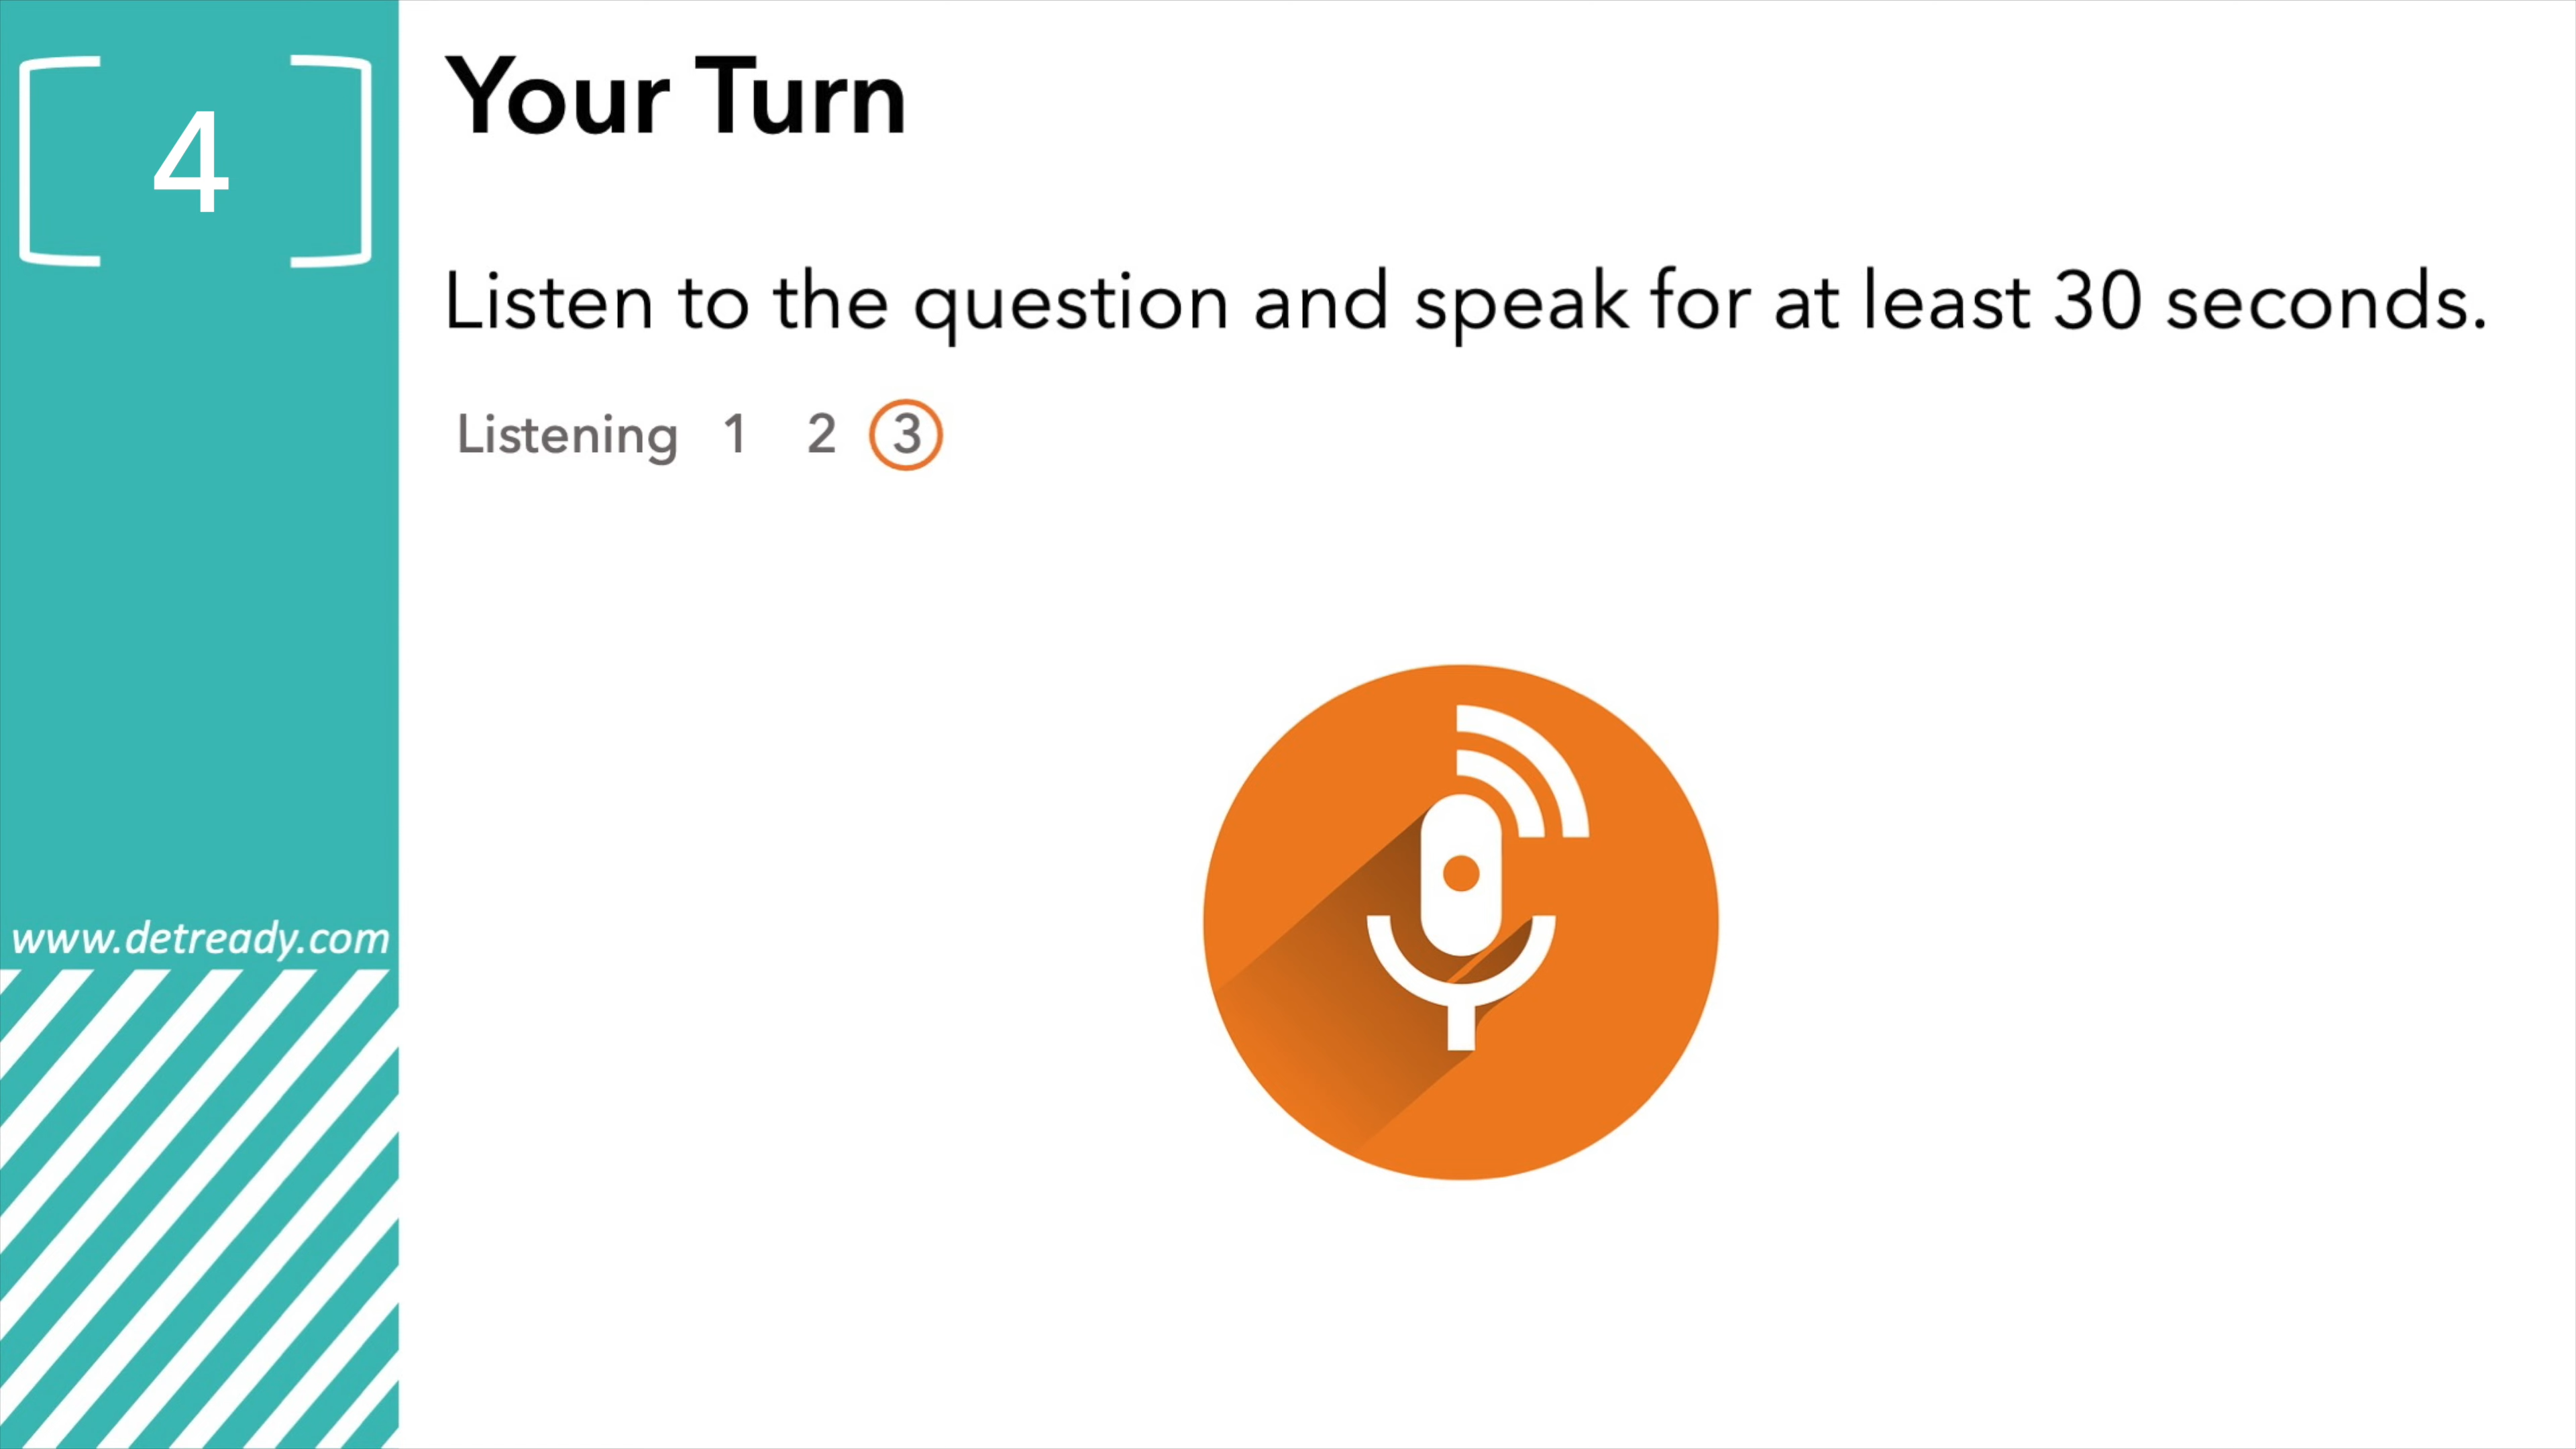 4
Your Turn
Listen to the question and speak for at least 30 seconds.
Listening 1 2 3
www.detready.com